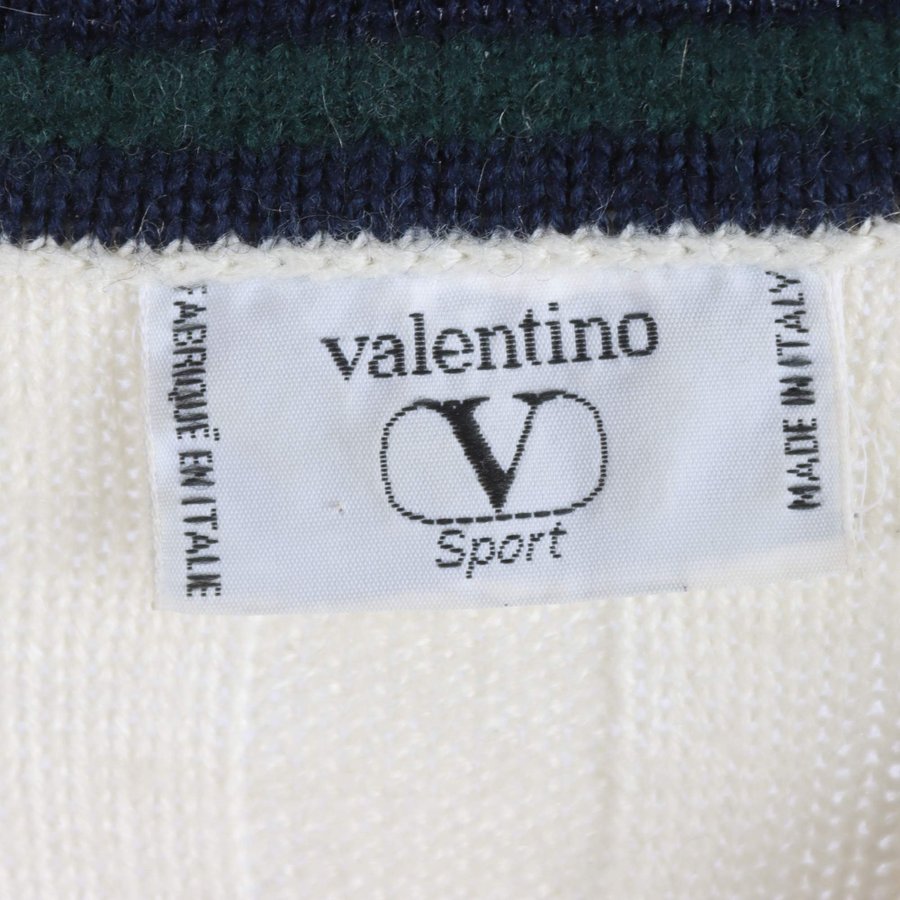 valentino
V
Sport
FABRIQUÉ EN ITALIE
MADE IN ITALY